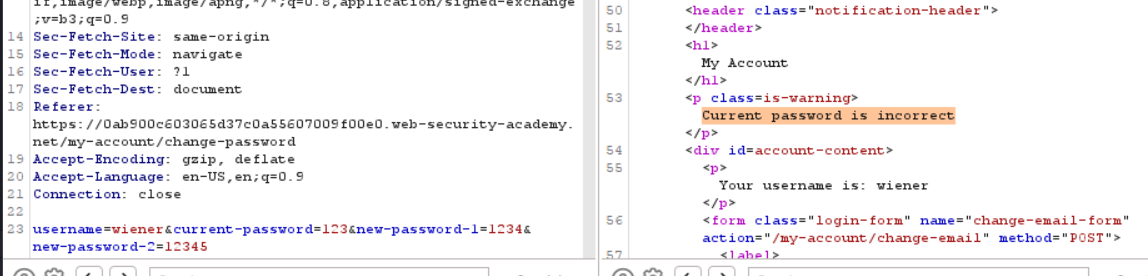 if,image/webp,image/apng,*/*;q=0.8,application/signed-exchange
;v=b3;q=0.9
14 Sec-Fetch-Site: same-origin
15 Sec-Fetch-Mode: navigate
16 Sec-Fetch-User: ?1
17 Sec-Fetch-Dest: document
18 Referer:
https://0ab900c603065d37c0a55607009f00e0.web-security-academy.
net/my-account/change-password
19 Accept-Encoding: gzip, deflate
20 Accept-Language: en-US,en;q=0.9
21 Connection: close
22
23 username=wiener&current-password=123&new-password-1=1234&
new-password-2=12345
50 <header class="notification-header">
51 </header>
52 <h1>
My Account
</h1>
53 <p class=is-warning>
Current password is incorrect
</p>
54 <div id=account-content>
55 <p>
Your username is: wiener
</p>
56 <form class="login-form" name="change-email-form"
action="/my-account/change-email" method="POST">
57 <label>